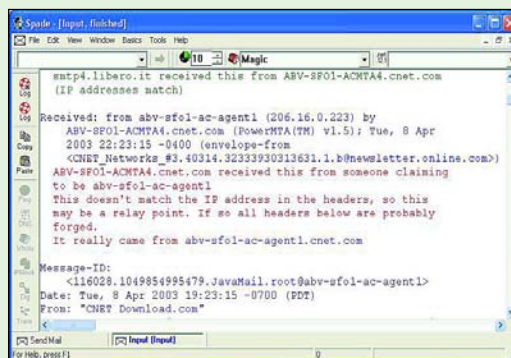 Spade - [Input, finished]
File Edit View Window Basics Tools Help
10 Magic
smtp4.libero.it received this from ABV-SFO1-ACMTA4.cnet.com
(IP addresses match)
Received: from abv-sfo1-ac-agent1 (206.16.0.223) by
ABV-SFO1-ACMTA4.cnet.com (PowerMTA(TM) v1.5); Tue, 8 Apr
2003 22:23:15 -0400 (envelope-from
<CNET_Networks_#3.40314.32333930313631.1.b@newsletter.online.com>)
ABV-SFO1-ACMTA4.cnet.com received this from someone claiming
to be abv-sfo1-ac-agent1
This doesn't match the IP address in the headers, so this
may be a relay point. If so all headers below are probably
forged.
It really came from abv-sfo1-ac-agent1.cnet.com
Message-ID:
<116028.1049854995479.JavaMail.root@abv-sfo1-ac-agent1>
Date: Tue, 8 Apr 2003 19:23:15 -0700 (PDT)
From: "CNET Download.com"
Log
Log
Copy
Paste
Ping
DNS
Whois
Dig
Trace
Send Mail Input [Input]
For Help, press F1 0